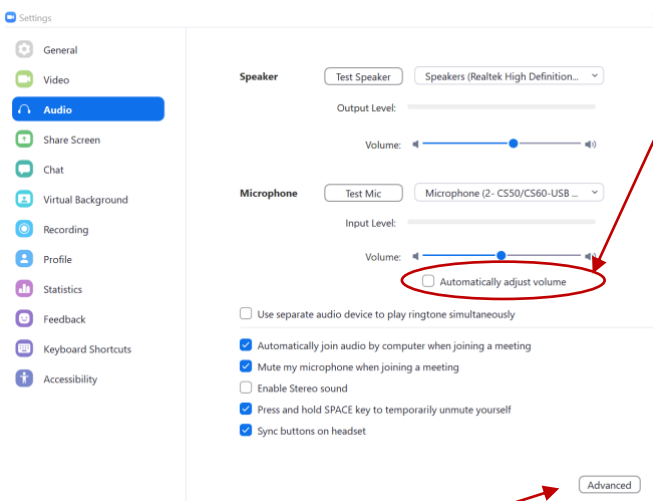 Settings
General
Video
Audio
Share Screen
Chat
Virtual Background
Recording
Profile
Statistics
Feedback
Keyboard Shortcuts
Accessibility
Speaker Test Speaker Speakers (Realtek High Definition...
Output Level:
Volume:
Microphone Test Mic Microphone (2- CS50/CS60-USB ...
Input Level:
Volume:
Automatically adjust volume
Use separate audio device to play ringtone simultaneously
Automatically join audio by computer when joining a meeting
Mute my microphone when joining a meeting
Enable Stereo sound
Press and hold SPACE key to temporarily unmute yourself
Sync buttons on headset
Advanced